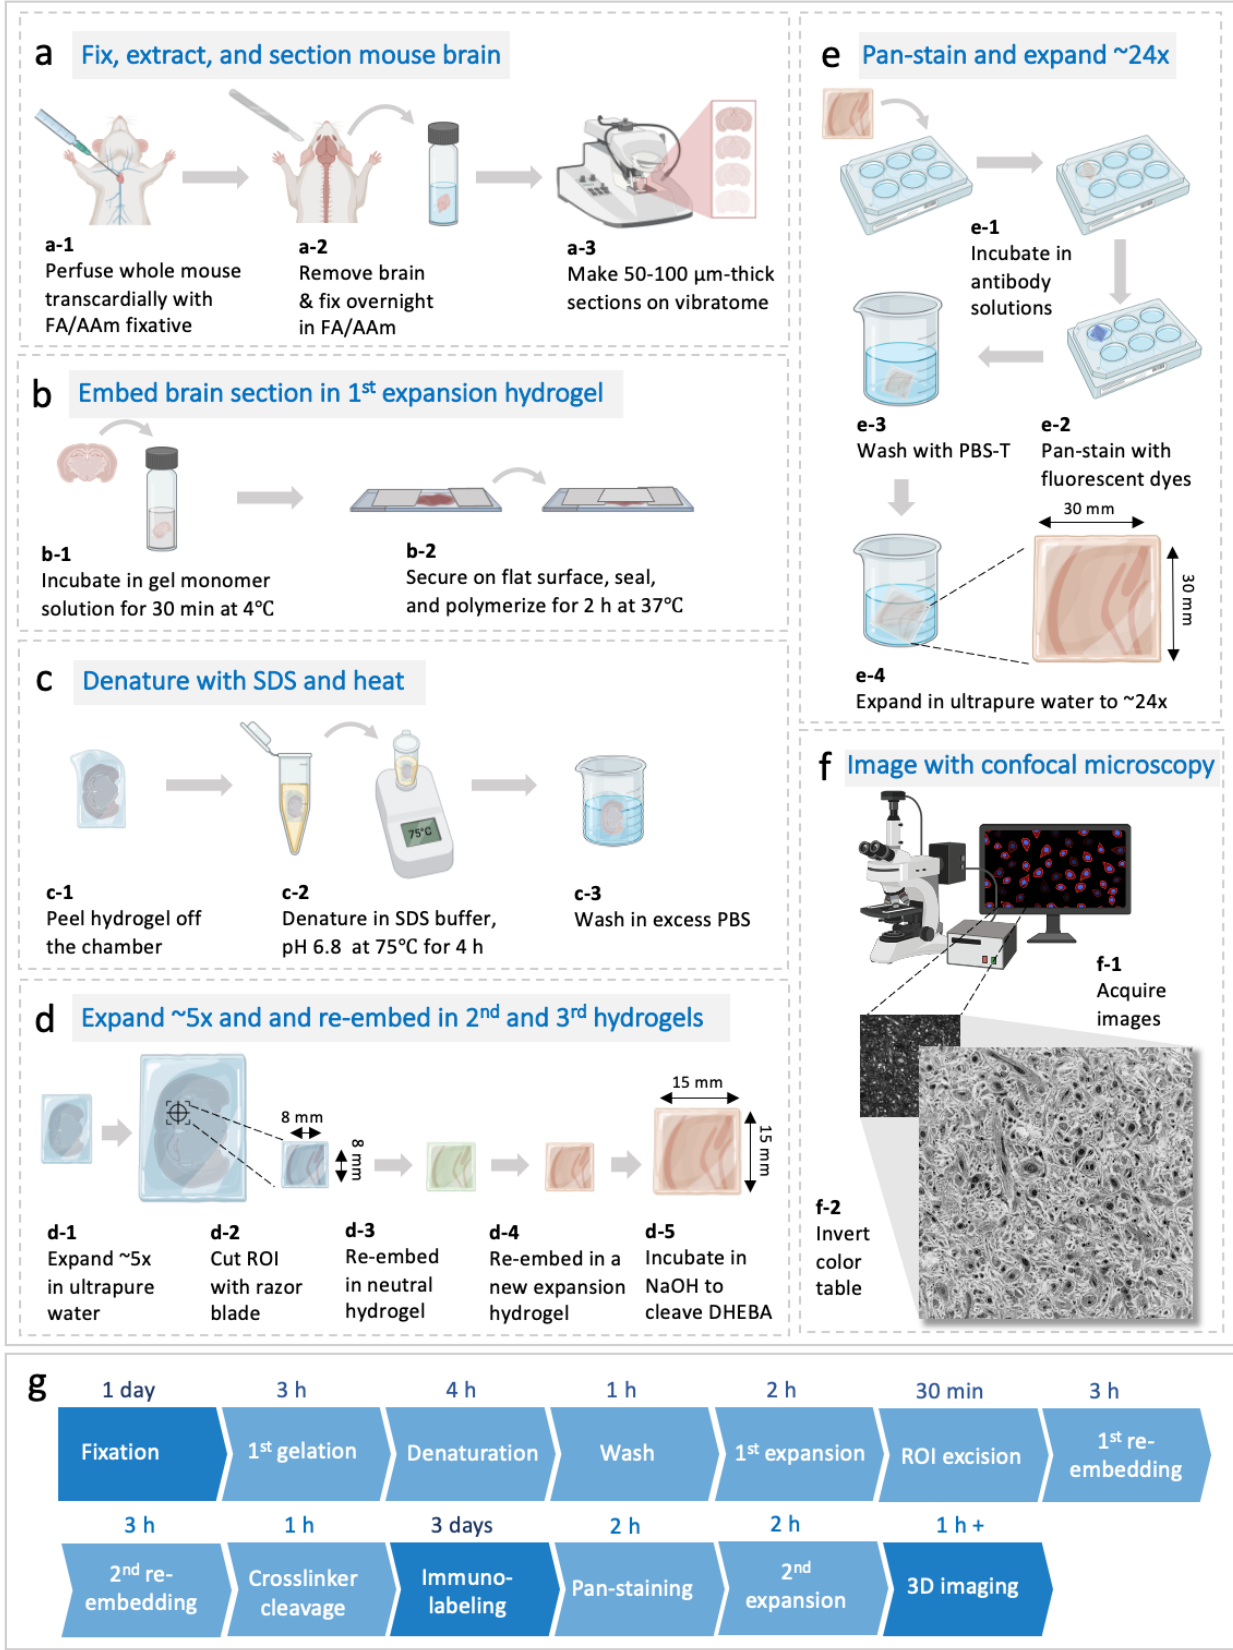 a Fix, extract, and section mouse brain
a-1
Perfuse whole mouse
transcardially with
FA/AAm fixative
a-2
Remove brain
& fix overnight
in FA/AAm
a-3
Make 50-100 µm-thick
sections on vibratome
b Embed brain section in 1st expansion hydrogel
b-1
Incubate in gel monomer
solution for 30 min at 4℃
b-2
Secure on flat surface, seal,
and polymerize for 2 h at 37℃
c Denature with SDS and heat
75°C
c-1
Peel hydrogel off
the chamber
c-2
Denature in SDS buffer,
pH 6.8 at 75℃ for 4 h
c-3
Wash in excess PBS
d Expand ~5x and and re-embed in 2nd and 3rd hydrogels
8 mm
8 mm
15 mm
15 mm
d-1
Expand ~5x
in ultrapure
water
d-2
Cut ROI
with razor
blade
d-3
Re-embed
in neutral
hydrogel
d-4
Re-embed in a
new expansion
hydrogel
d-5
Incubate in
NaOH to
cleave DHEBA
e Pan-stain and expand ~24x
e-1
Incubate in
antibody
solutions
e-2
Pan-stain with
fluorescent dyes
e-3
Wash with PBS-T
30 mm
30 mm
e-4
Expand in ultrapure water to ~24x
f Image with confocal microscopy
f-1
Acquire
images
f-2
Invert
color
table
g
1 day
Fixation
3 h
1st gelation
4 h
Denaturation
1 h
Wash
2 h
1st expansion
30 min
ROI excision
3 h
1st re-
embedding
3 h
2nd re-
embedding
1 h
Crosslinker
cleavage
3 days
Immuno-
labeling
2 h
Pan-staining
2 h
2nd
expansion
1 h +
3D imaging